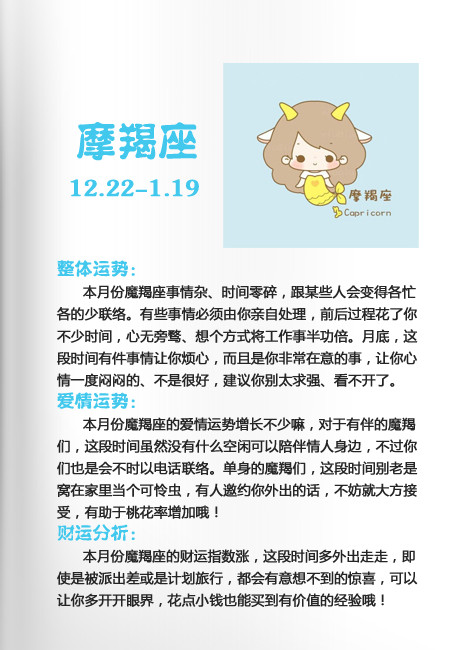 摩羯座
12.22-1.19
摩羯座
Capricorn
整体运势:
本月份魔羯座事情杂、时间零碎，跟某些人会变得各忙
各的少联络。有些事情必须由你亲自处理，前后过程花了你
不少时间，心无旁鹜、想个方式将工作事半功倍。月底，这
段时间有件事情让你烦心，而且是你非常在意的事，让你心
情一度闷闷的、不是很好，建议你别太求强、看不开了。
爱情运势:
本月份魔羯座的爱情运势增长不少嘛，对于有伴的魔羯
们，这段时间虽然没有什么空闲可以陪伴情人身边，不过你
们也是会不时以电话联络。单身的魔羯们，这段时间别老是
窝在家里当个可怜虫，有人邀约你外出的话，不妨就大方接
受，有助于桃花率增加哦！
财运分析:
本月份魔羯座的财运指数涨，这段时间多外出走走，即
使是被派出差或是计划旅行，都会有意想不到的惊喜，可以
让你多开开眼界，花点小钱也能买到有价值的经验哦！